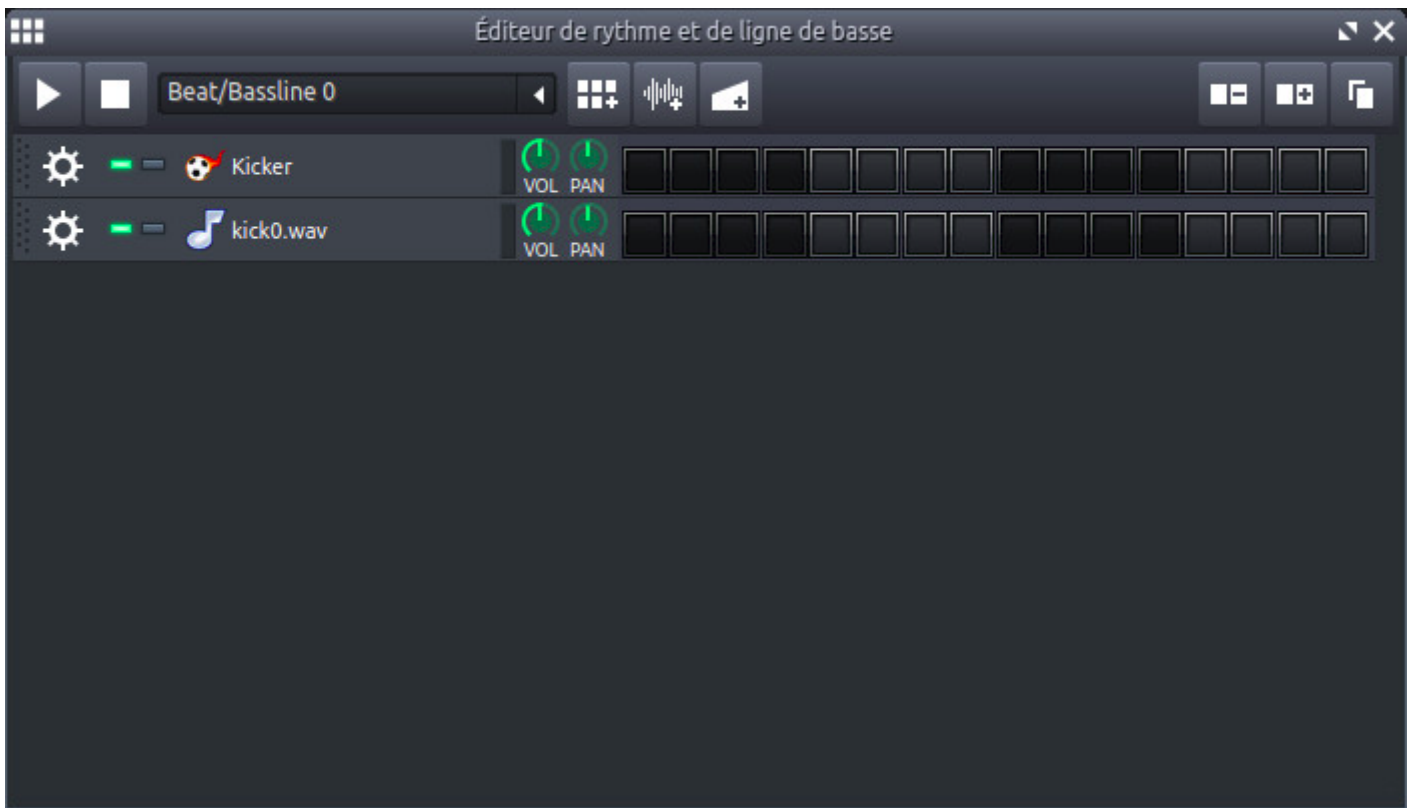 Éditeur de rythme et de ligne de basse
Beat/Bassline 0
Kicker
VOL PAN
kick0.wav
VOL PAN